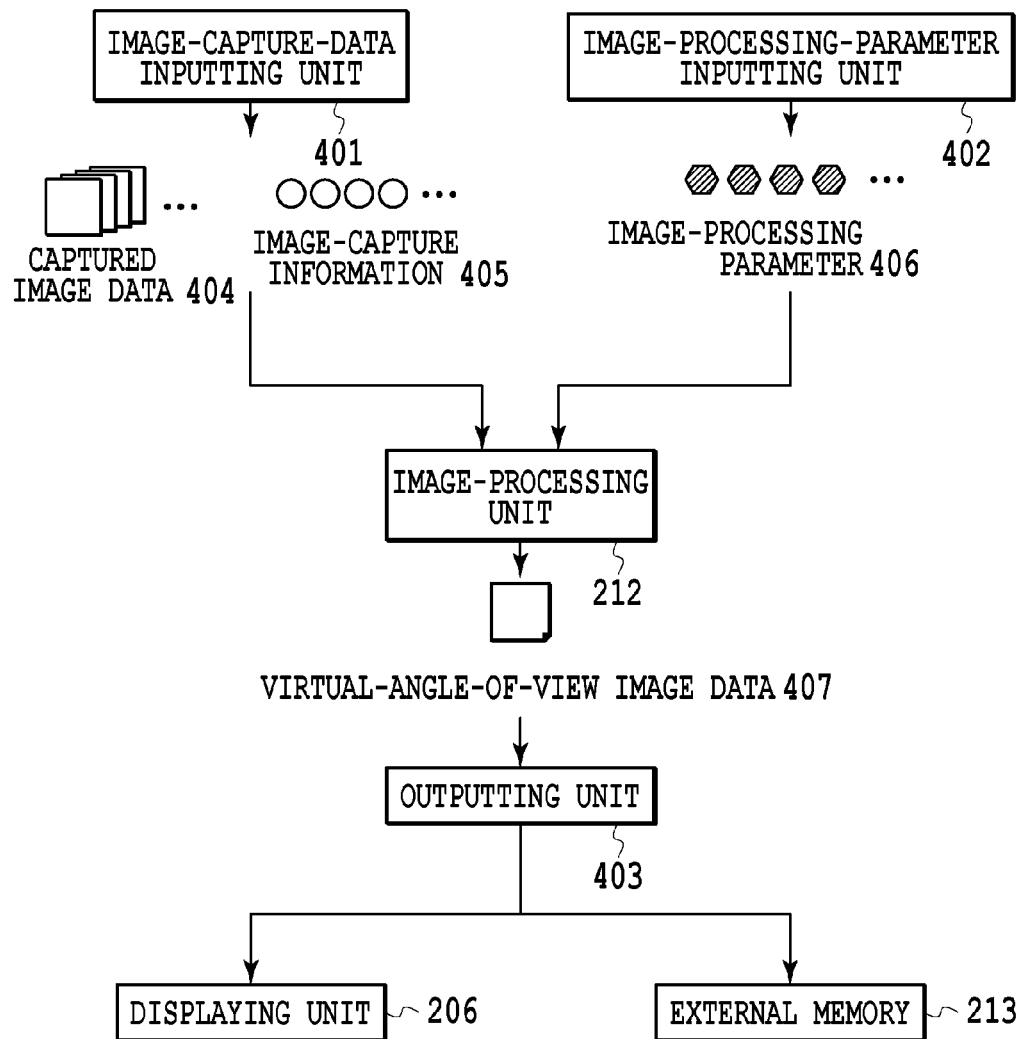 IMAGE-CAPTURE-DATA
INPUTTING UNIT
401
IMAGE-PROCESSING-PARAMETER
INPUTTING UNIT
402
...
CAPTURED
IMAGE DATA 404
...
IMAGE-CAPTURE
INFORMATION 405
...
IMAGE-PROCESSING
PARAMETER 406
IMAGE-PROCESSING
UNIT
212
VIRTUAL-ANGLE-OF-VIEW IMAGE DATA 407
OUTPUTTING UNIT
403
DISPLAYING UNIT
206
EXTERNAL MEMORY
213